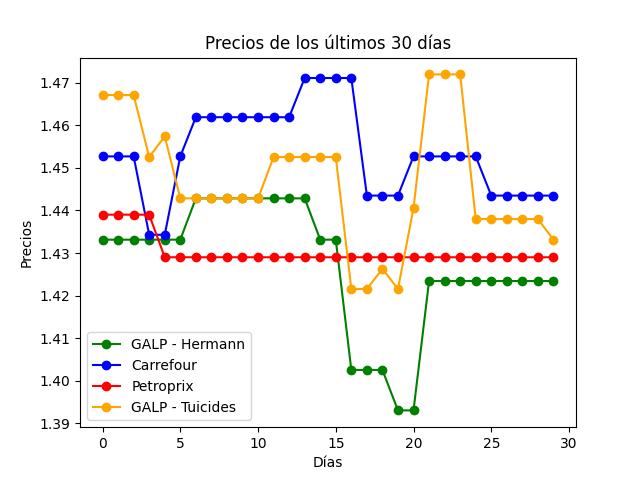 Precios de los últimos 30 días
Precios
1.47
1.46
1.45
1.44
1.43
1.42
1.41
1.40
1.39
GALP - Hermann
Carrefour
Petroprix
GALP - Tuicides
0 5 10 15 20 25 30
Días